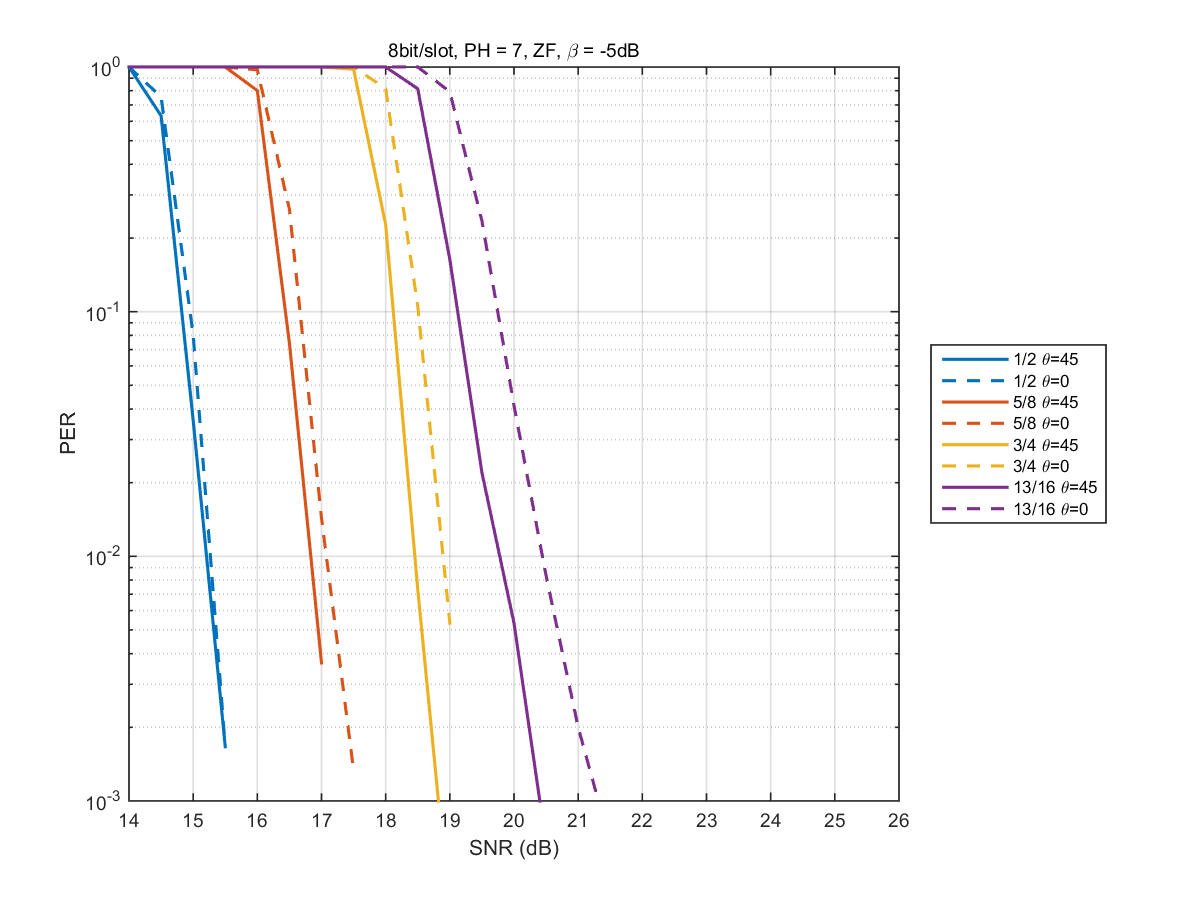 8bit/slot, PH = 7, ZF, β = -5dB
10^0
10^-1
10^-2
10^-3
PER
14 15 16 17 18 19 20 21 22 23 24 25 26
SNR (dB)
1/2 θ=45
1/2 θ=0
5/8 θ=45
5/8 θ=0
3/4 θ=45
3/4 θ=0
13/16 θ=45
13/16 θ=0